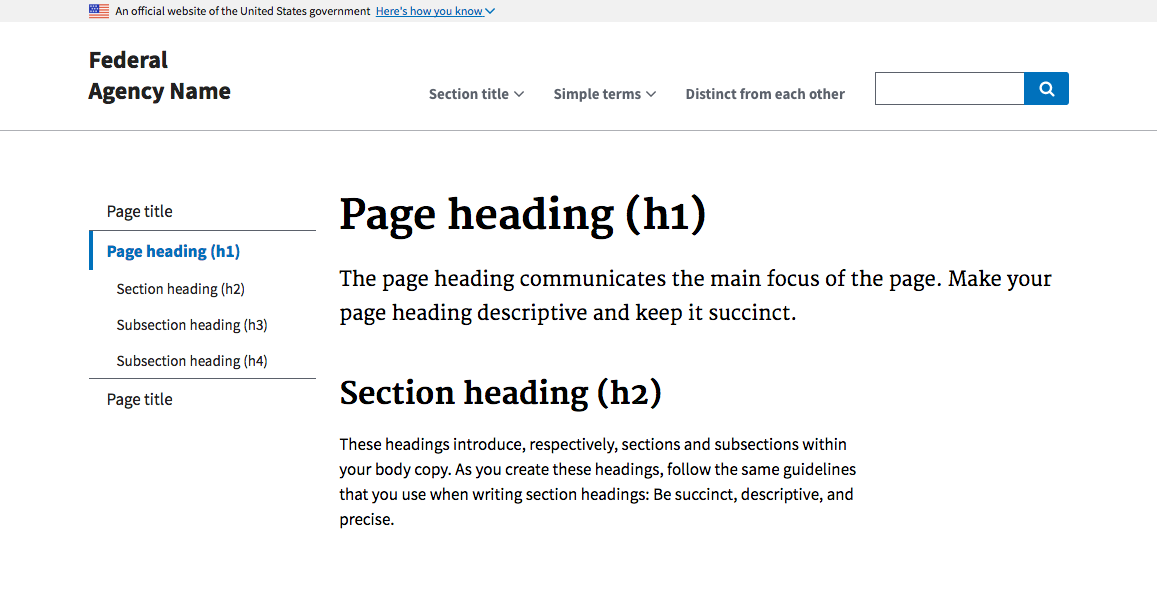 An official website of the United States government Here's how you know
Federal
Agency Name
Section title
Simple terms
Distinct from each other
Page title
Page heading (h1)
Section heading (h2)
Subsection heading (h3)
Subsection heading (h4)
Page title
Page heading (h1)
The page heading communicates the main focus of the page. Make your
page heading descriptive and keep it succinct.
Section heading (h2)
These headings introduce, respectively, sections and subsections within
your body copy. As you create these headings, follow the same guidelines
that you use when writing section headings: Be succinct, descriptive, and
precise.